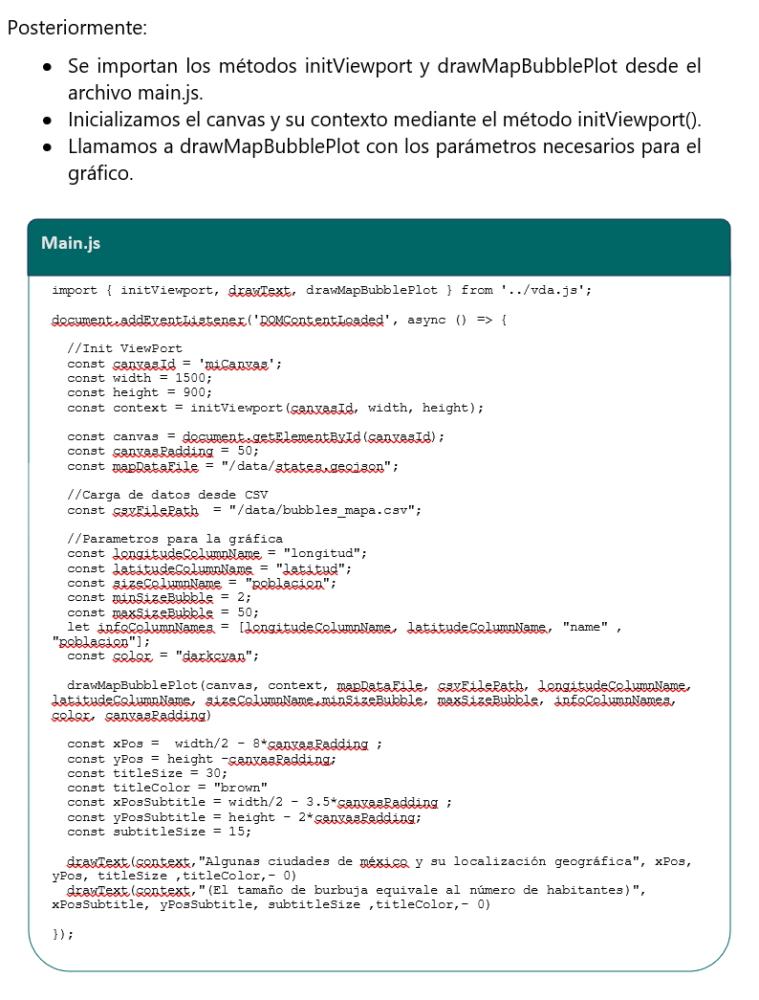 Posteriormente:
• Se importan los métodos initViewport y drawMapBubblePlot desde el
archivo main.js.
• Inicializamos el canvas y su contexto mediante el método initViewport().
• Llamamos a drawMapBubblePlot con los parámetros necesarios para el
gráfico.
Main.js
import { initViewport, drawText, drawMapBubblePlot } from '../vda.js';
document.addEventListener('DOMContentLoaded', async () => {
//Init ViewPort
const canvasId = 'miCanvas';
const width = 1500;
const height = 900;
const context = initViewport(canvasId, width, height);
const canvas = document.getElementById(canvasId);
const canvasPadding = 50;
const mapDataFile = "/data/states.geojson";
//Carga de datos desde CSV
const csvFilePath  = "/data/bubbles_mapa.csv";
//Parametros para la gráfica
const longitudeColumnName = "longitud";
const latitudeColumnName = "latitud";
const sizeColumnName = "poblacion";
const minSizeBubble = 2;
const maxSizeBubble = 50;
let infoColumnNames = [longitudeColumnName, latitudeColumnName, "name" ,
"poblacion"];
const color = "darkcyan";
drawMapBubblePlot(canvas, context, mapDataFile, csvFilePath, longitudeColumnName,
latitudeColumnName, sizeColumnName,minSizeBubble, maxSizeBubble, infoColumnNames,
color, canvasPadding)
const xPos =  width/2 - 8*canvasPadding ;
const yPos = height -canvasPadding;
const titleSize = 30;
const titleColor = "brown"
const xPosSubtitle = width/2 - 3.5*canvasPadding ;
const yPosSubtitle = height - 2*canvasPadding;
const subtitleSize = 15;
drawText(context,"Algunas ciudades de méxico y su localización geográfica", xPos,
yPos, titleSize ,titleColor,- 0)
drawText(context,"(El tamaño de burbuja equivale al número de habitantes)",
xPosSubtitle, yPosSubtitle, subtitleSize ,titleColor,- 0)
});